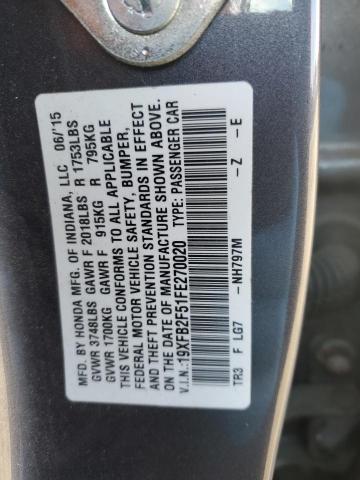 MFD. BY HONDA MFG. OF INDIANA, LLC 06/'15
GVWR 3748LBS GAWR F 2018LBS R 1753LBS
GVWR 1700KG GAWR F 915KG R 795KG
THIS VEHICLE CONFORMS TO ALL APPLICABLE
FEDERAL MOTOR VEHICLE SAFETY, BUMPER,
AND THEFT PREVENTION STANDARDS IN EFFECT
ON THE DATE OF MANUFACTURE SHOWN ABOVE.
V.I.N.:19XFB2F51FE270020 TYPE: PASSENGER CAR
-NH797M -Z -E
TR3 F LG7